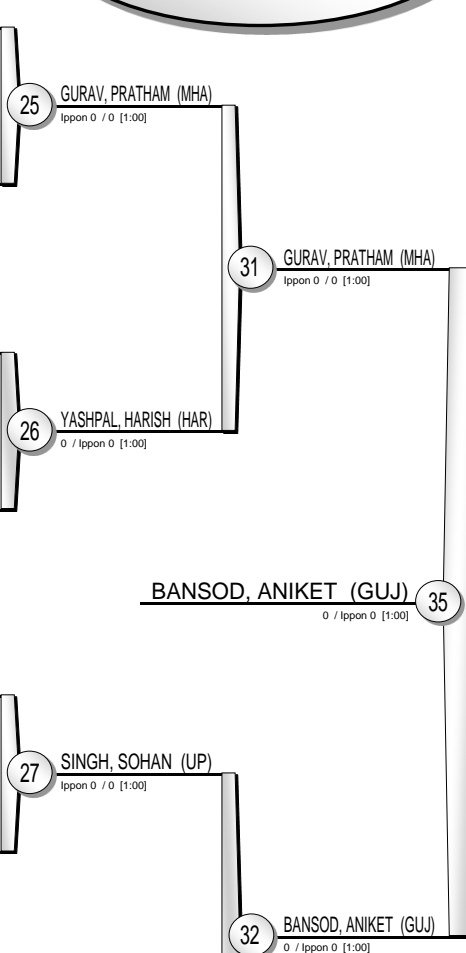 25 GURAV, PRATHAM (MHA)
Ippon 0 / 0 [1:00]
31 GURAV, PRATHAM (MHA)
Ippon 0 / 0 [1:00]
26 YASHPAL, HARISH (HAR)
0 / Ippon 0 [1:00]
BANSOD, ANIKET (GUJ) 35
0 / Ippon 0 [1:00]
27 SINGH, SOHAN (UP)
Ippon 0 / 0 [1:00]
32 BANSOD, ANIKET (GUJ)
0 / Ippon 0 [1:00]